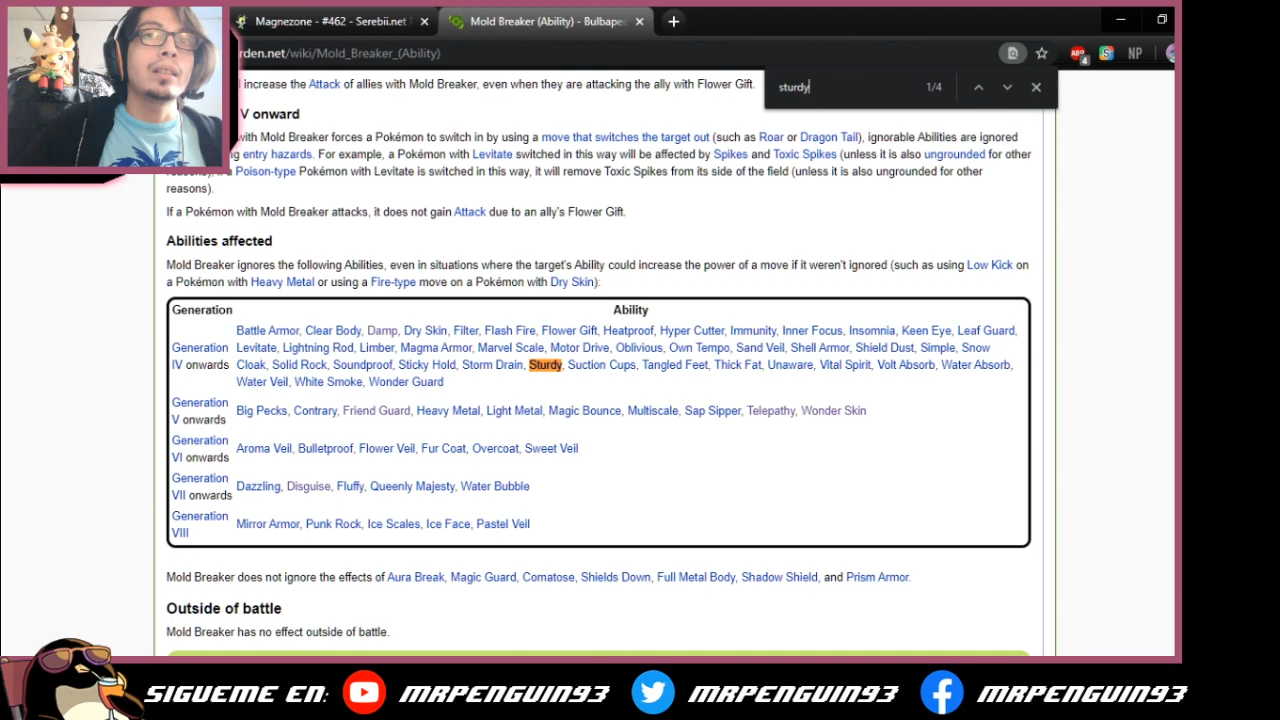 Magnezone - #462 - Serebii.net
Mold Breaker (Ability) - Bulbaped
rden.net/wiki/Mold_Breaker_(Ability)
4
NP
sturdy
1/4
increase the Attack of allies with Mold Breaker, even when they are attacking the ally with Flower Gift.
V onward
with Mold Breaker forces a Pokémon to switch in by using a move that switches the target out (such as Roar or Dragon Tail), ignorable Abilities are ignored
entry hazards. For example, a Pokémon with Levitate switched in this way will be affected by Spikes and Toxic Spikes (unless it is also ungrounded for other
Poison-type Pokémon with Levitate is switched in this way, it will remove Toxic Spikes from its side of the field (unless it is also ungrounded for other
reasons).
If a Pokémon with Mold Breaker attacks, it does not gain Attack due to an ally's Flower Gift.
Abilities affected
Mold Breaker ignores the following Abilities, even in situations where the target's Ability could increase the power of a move if it weren't ignored (such as using Low Kick on
a Pokémon with Heavy Metal or using a Fire-type move on a Pokémon with Dry Skin):
Generation Ability
Generation IV onwards
Battle Armor, Clear Body, Damp, Dry Skin, Filter, Flash Fire, Flower Gift, Heatproof, Hyper Cutter, Immunity, Inner Focus, Insomnia, Keen Eye, Leaf Guard,
Levitate, Lightning Rod, Limber, Magma Armor, Marvel Scale, Motor Drive, Oblivious, Own Tempo, Sand Veil, Shell Armor, Shield Dust, Simple, Snow
Cloak, Solid Rock, Soundproof, Sticky Hold, Storm Drain, Sturdy, Suction Cups, Tangled Feet, Thick Fat, Unaware, Vital Spirit, Volt Absorb, Water Absorb,
Water Veil, White Smoke, Wonder Guard
Generation
V onwards
Big Pecks, Contrary, Friend Guard, Heavy Metal, Light Metal, Magic Bounce, Multiscale, Sap Sipper, Telepathy, Wonder Skin
Generation
VI onwards
Aroma Veil, Bulletproof, Flower Veil, Fur Coat, Overcoat, Sweet Veil
Generation
VII onwards
Dazzling, Disguise, Fluffy, Queenly Majesty, Water Bubble
Generation
VIII
Mirror Armor, Punk Rock, Ice Scales, Ice Face, Pastel Veil
Mold Breaker does not ignore the effects of Aura Break, Magic Guard, Comatose, Shields Down, Full Metal Body, Shadow Shield, and Prism Armor.
Outside of battle
Mold Breaker has no effect outside of battle.
SIGUEME EN: MRPENGUIN93 MRPENGUIN93 MRPENGUIN93